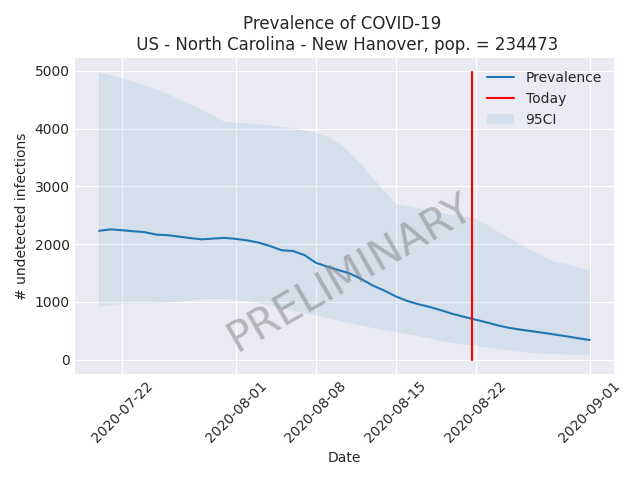 Prevalence of COVID-19
US - North Carolina - New Hanover, pop. = 234473
# undetected infections
5000
4000
3000
2000
1000
0
Prevalence
Today
95CI
PRELIMINARY
2020-07-22
2020-08-01
2020-08-08
2020-08-15
2020-08-22
2020-09-01
Date